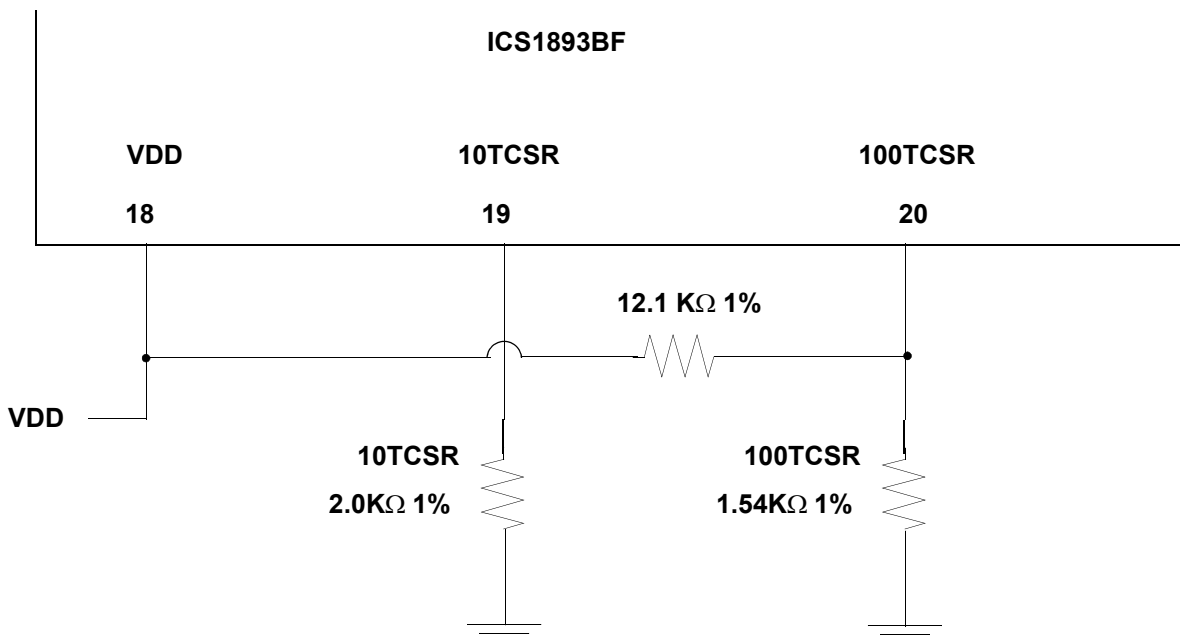 ICS1893BF
VDD 10TCSR 100TCSR
18 19 20
12.1 KΩ 1%
VDD
10TCSR 100TCSR
2.0KΩ 1% 1.54KΩ 1%